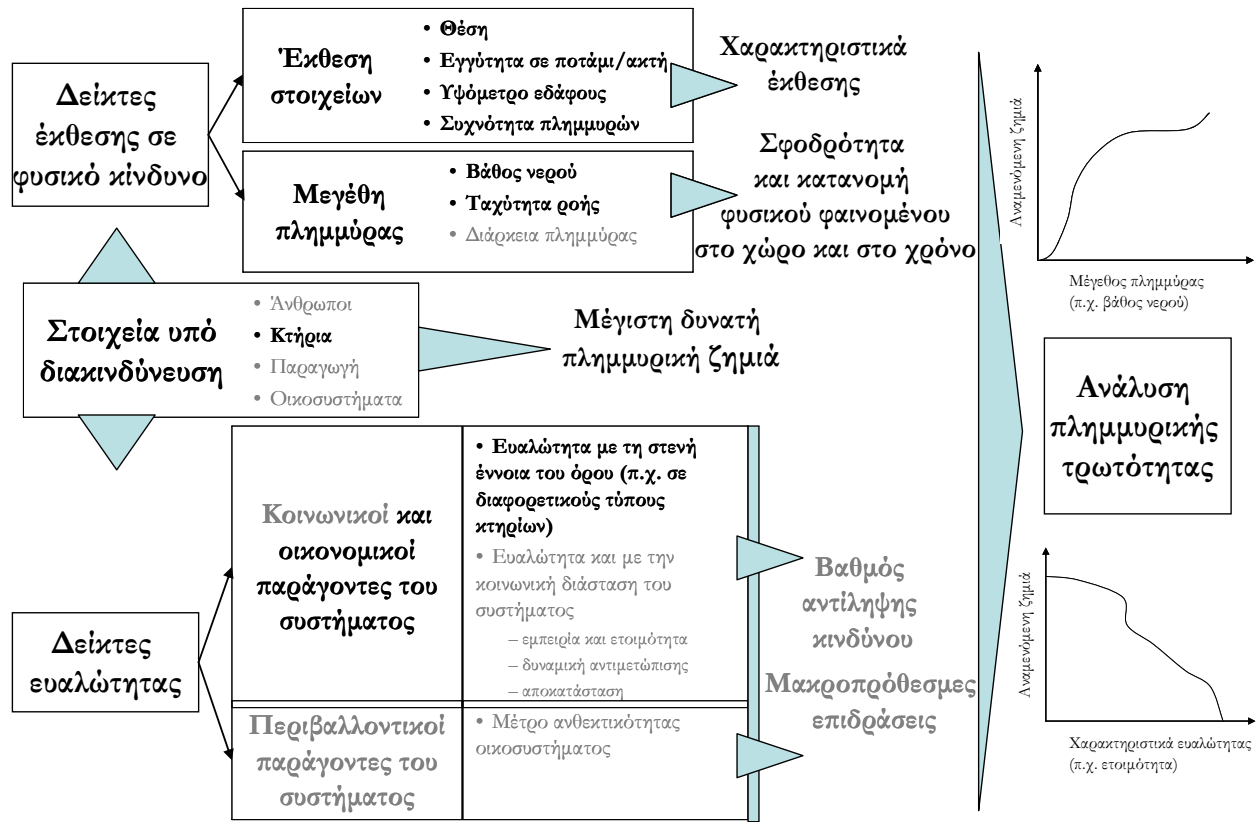 Δείκτες
έκθεσης σε
φυσικό κίνδυνο
Έκθεση
στοιχείων
• Θέση
• Εγγύτητα σε ποτάμι/ακτή
• Υψόμετρο εδάφους
• Συχνότητα πλημμυρών
Χαρακτηριστικά
έκθεσης
Μεγέθη
πλημμύρας
• Βάθος νερού
• Ταχύτητα ροής
• Διάρκεια πλημμύρας
Σφοδρότητα
και κατανομή
φυσικού φαινομένου
στο χώρο και στο χρόνο
Στοιχεία υπό
διακινδύνευση
• Άνθρωποι
• Κτήρια
• Παραγωγή
• Οικοσυστήματα
Μέγιστη δυνατή
πλημμυρική ζημιά
Δείκτες
ευαλώτητας
Κοινωνικοί και
οικονομικοί
παράγοντες του
συστήματος
• Ευαλώτητα με τη στενή
έννοια του όρου (π.χ. σε
διαφορετικούς τύπους
κτηρίων)
• Ευαλώτητα και με την
κοινωνική διάσταση του
συστήματος
– εμπειρία και ετοιμότητα
– δυναμική αντιμετώπισης
– αποκατάσταση
Περιβαλλοντικοί
παράγοντες του
συστήματος
• Μέτρο ανθεκτικότητας
οικοσυστήματος
Βαθμός
αντίληψης
κινδύνου
Μακροπρόθεσμες
επιδράσεις
Αναμενόμενη ζημιά
Μέγεθος πλημμύρας
(π.χ. βάθος νερού)
Ανάλυση
πλημμυρικής
τρωτότητας
Αναμενόμενη ζημιά
Χαρακτηριστικά ευαλώτητας
(π.χ. ετοιμότητα)